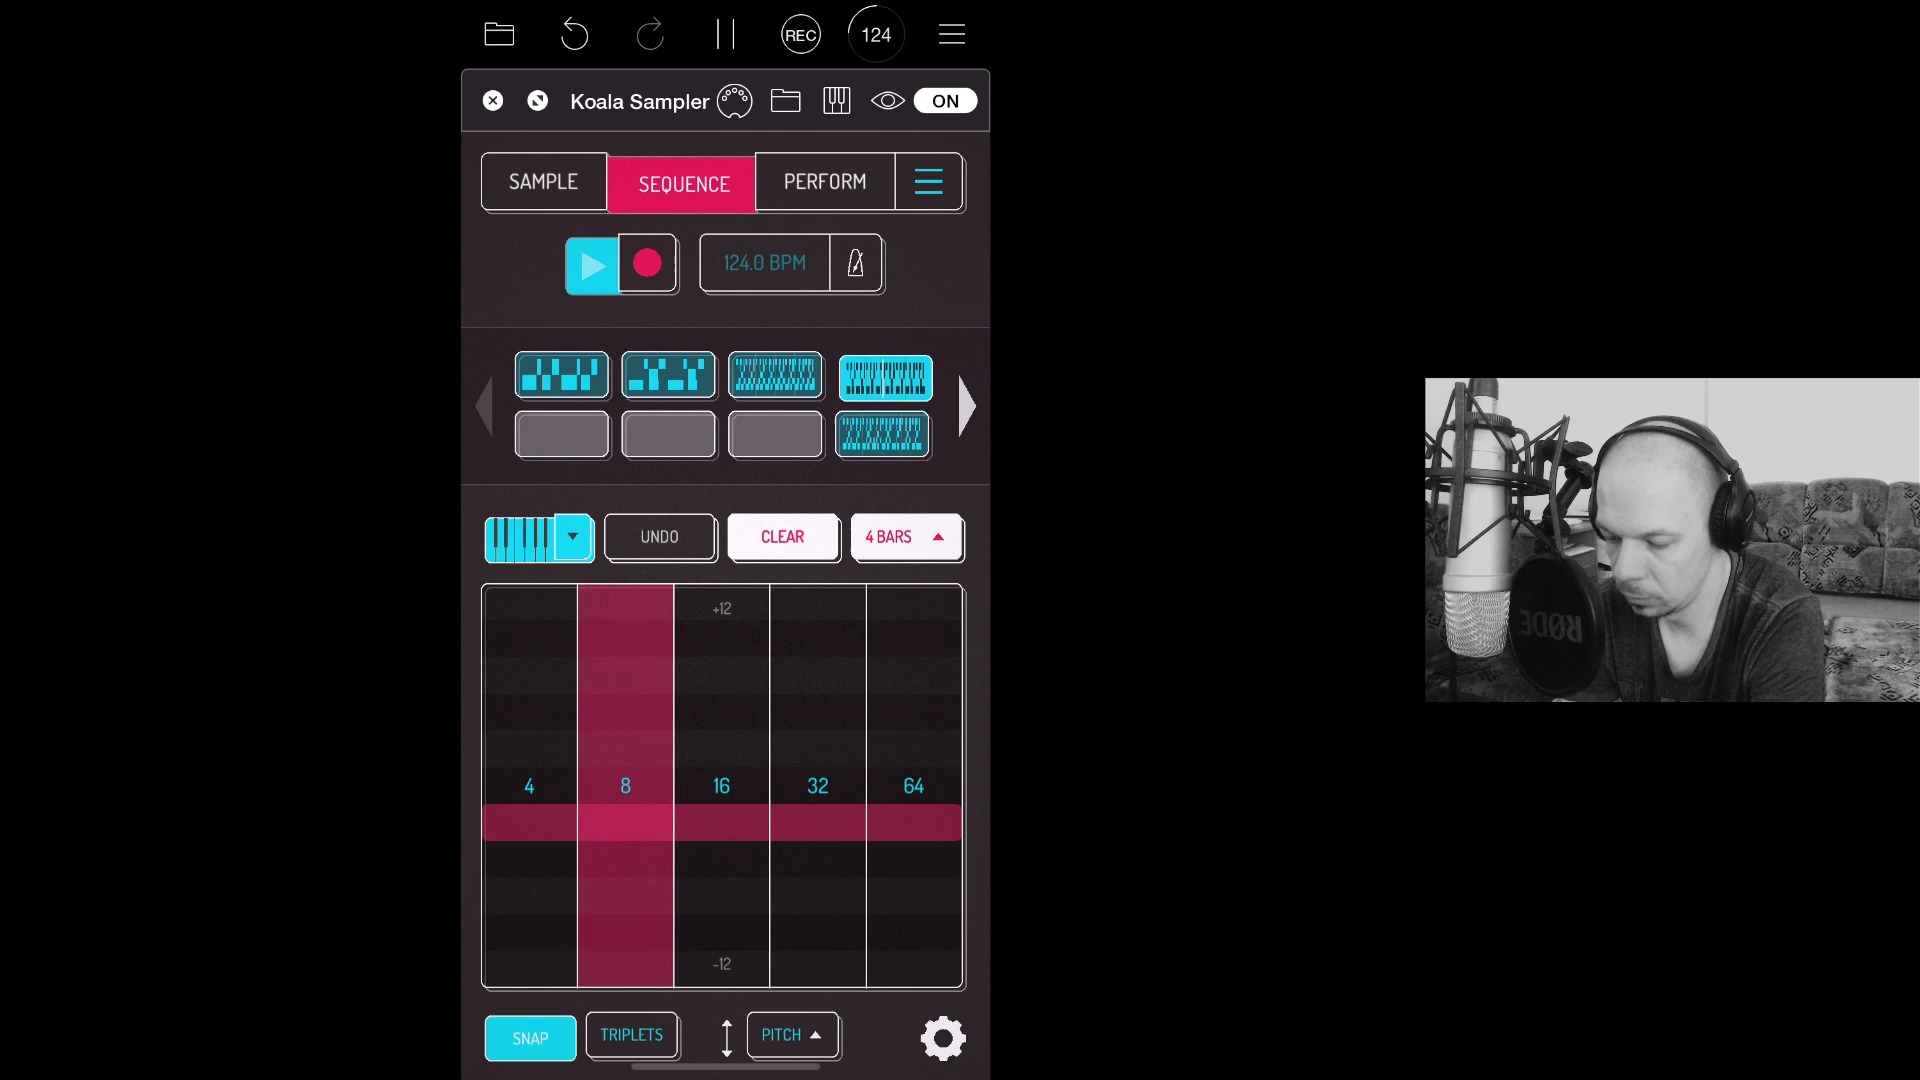 REC
124
Koala Sampler
ON
SAMPLE
SEQUENCE
PERFORM
124.0 BPM
UNDO
CLEAR
4 BARS
+12
4
8
16
32
64
-12
SNAP
TRIPLETS
PITCH
RØDE